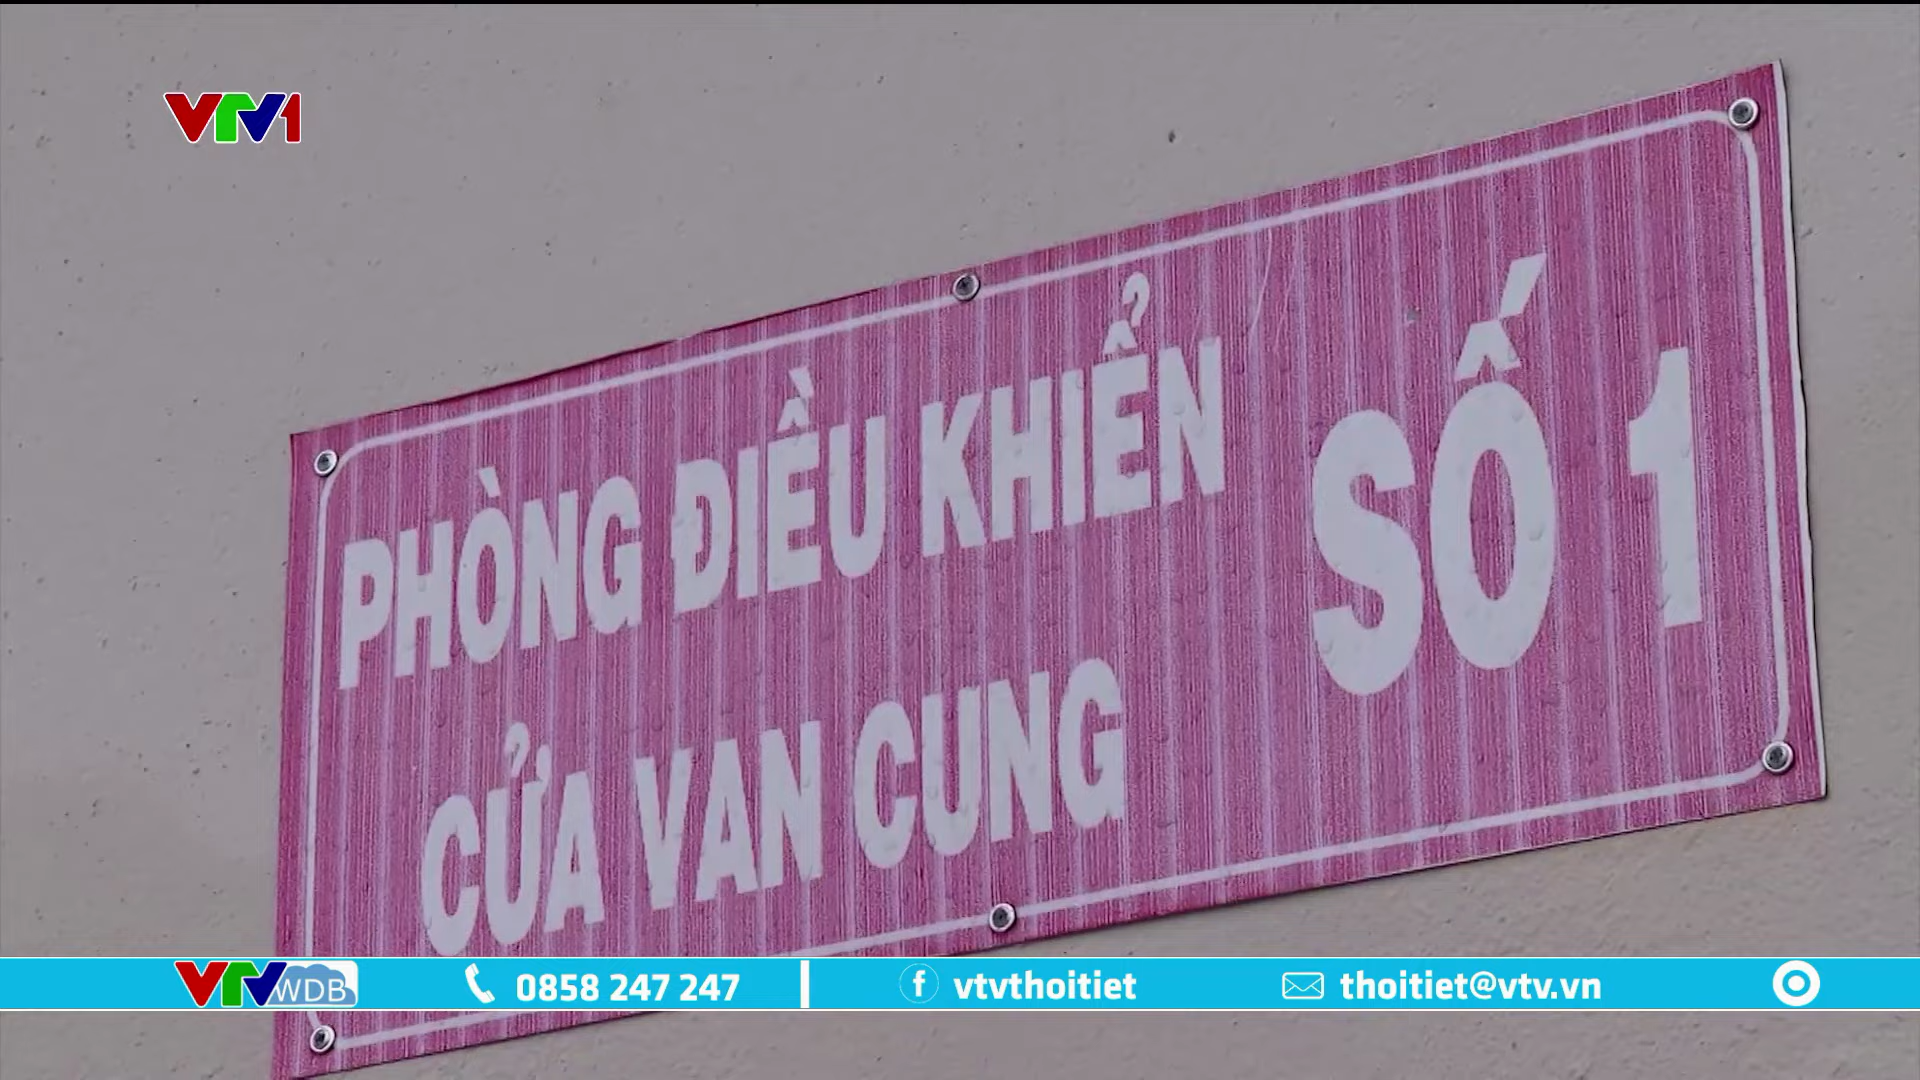 VTV1
PHÒNG ĐIỀU KHIỂN
CỬA VAN CUNG
SỐ 1
VTV WDB
0858 247 247
vtvthoitiet
thoitiet@vtv.vn